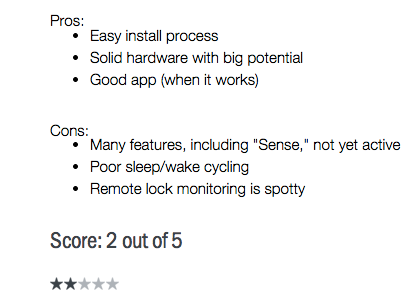 Pros:
• Easy install process
• Solid hardware with big potential
• Good app (when it works)
Cons:
• Many features, including "Sense," not yet active
• Poor sleep/wake cycling
• Remote lock monitoring is spotty
Score: 2 out of 5